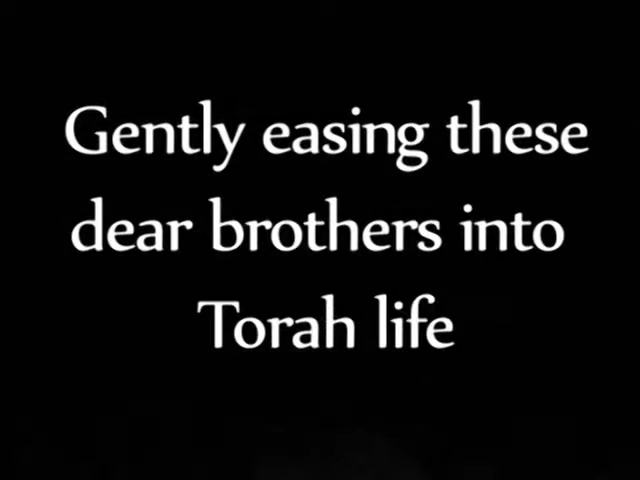 Gently easing these
dear brothers into
Torah life